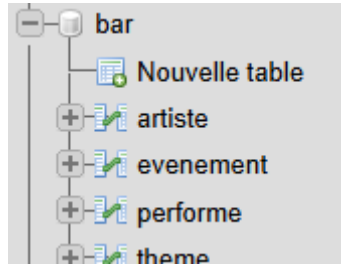 bar
Nouvelle table
artiste
evenement
performe
theme